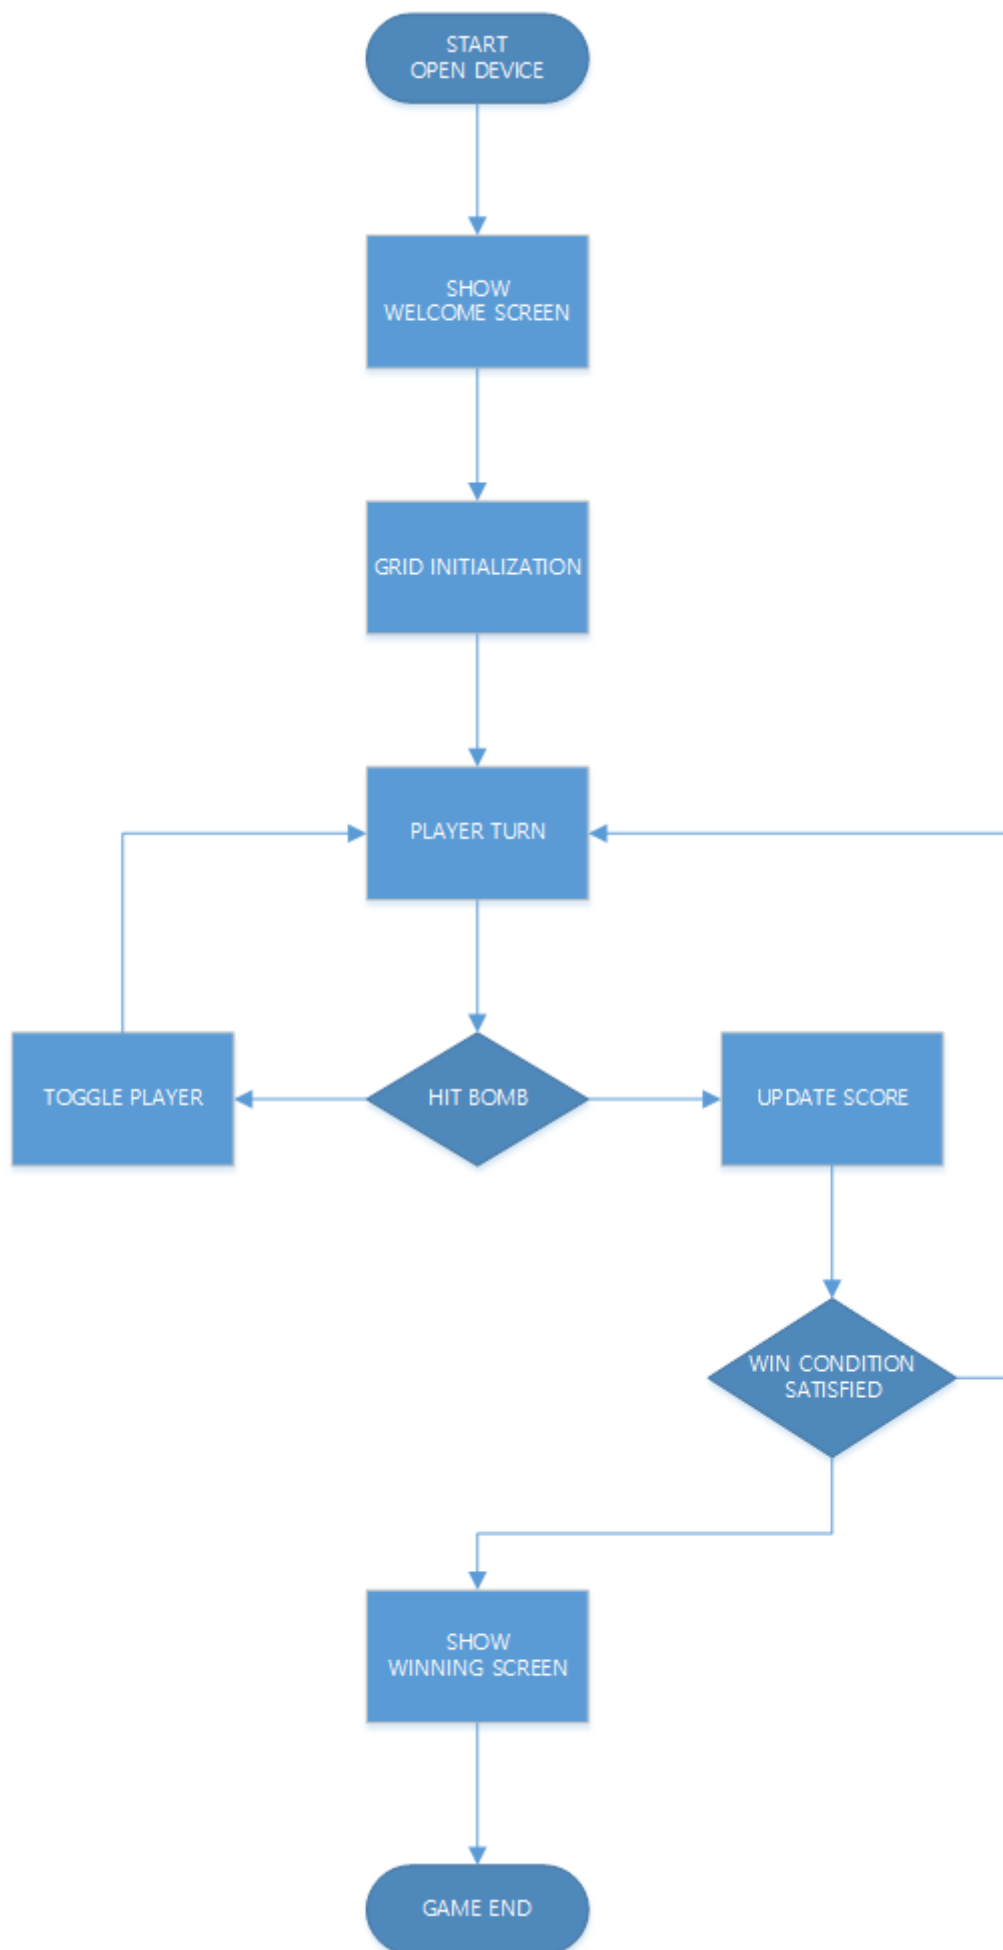 START
OPEN DEVICE
SHOW
WELCOME SCREEN
GRID INITIALIZATION
PLAYER TURN
TOGGLE PLAYER
HIT BOMB
UPDATE SCORE
WIN CONDITION
SATISFIED
SHOW
WINNING SCREEN
GAME END